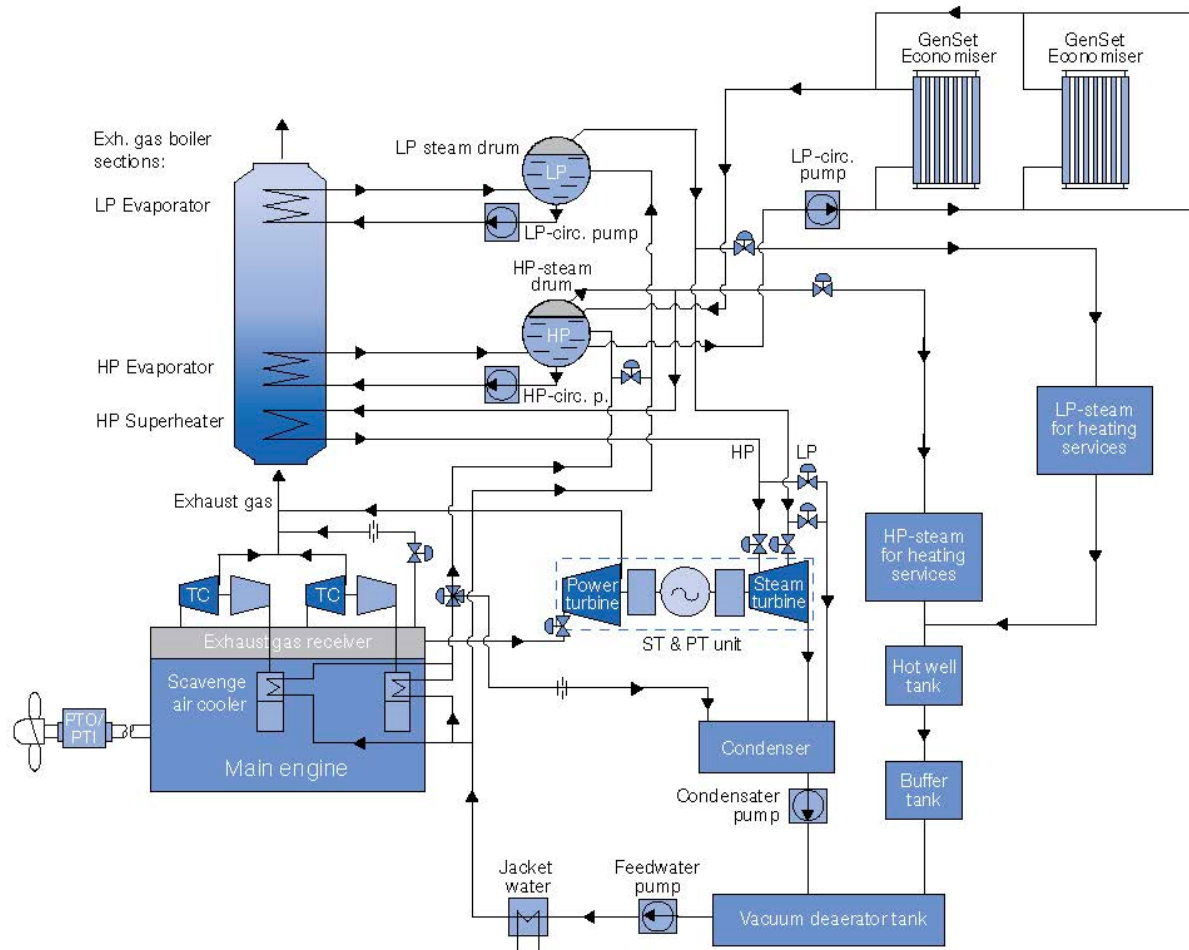 GenSet
Economiser
GenSet
Economiser
Exh. gas boiler
sections:
LP steam drum
LP
LP-circ.
pump
LP Evaporator
LP-circ. pump
HP-steam
drum
HP
HP Evaporator
HP-circ. p.
HP Superheater
LP-steam
for heating
services
HP
LP
Exhaust gas
HP-steam
for heating
services
TC
TC
Power
turbine
Steam
turbine
Exhaust gas receiver
ST & PT unit
Scavenge
air cooler
Hot well
tank
PTO/
PTI
Condenser
Main engine
Buffer
tank
Condensater
pump
Jacket
water
Feedwater
pump
Vacuum deaerator tank